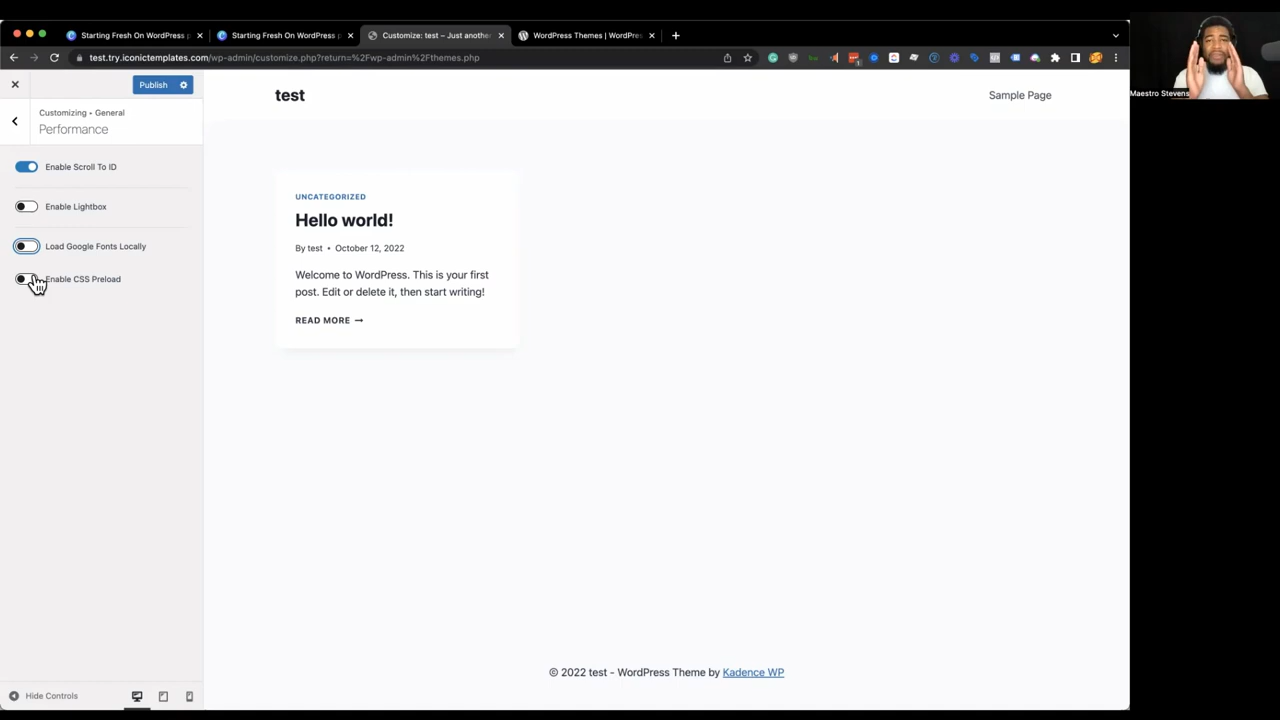 Starting Fresh On WordPress p
Starting Fresh On WordPress p
Customize: test – Just another
WordPress Themes | WordPres
test.try.iconictemplates.com/wp-admin/customize.php?return=%2Fwp-admin%2Fthemes.php
Publish
Customizing • General
Performance
Enable Scroll To ID
Enable Lightbox
Load Google Fonts Locally
Enable CSS Preload
Hide Controls
test
Sample Page
UNCATEGORIZED
Hello world!
By test • October 12, 2022
Welcome to WordPress. This is your first
post. Edit or delete it, then start writing!
READ MORE →
© 2022 test - WordPress Theme by Kadence WP
Maestro Stevens